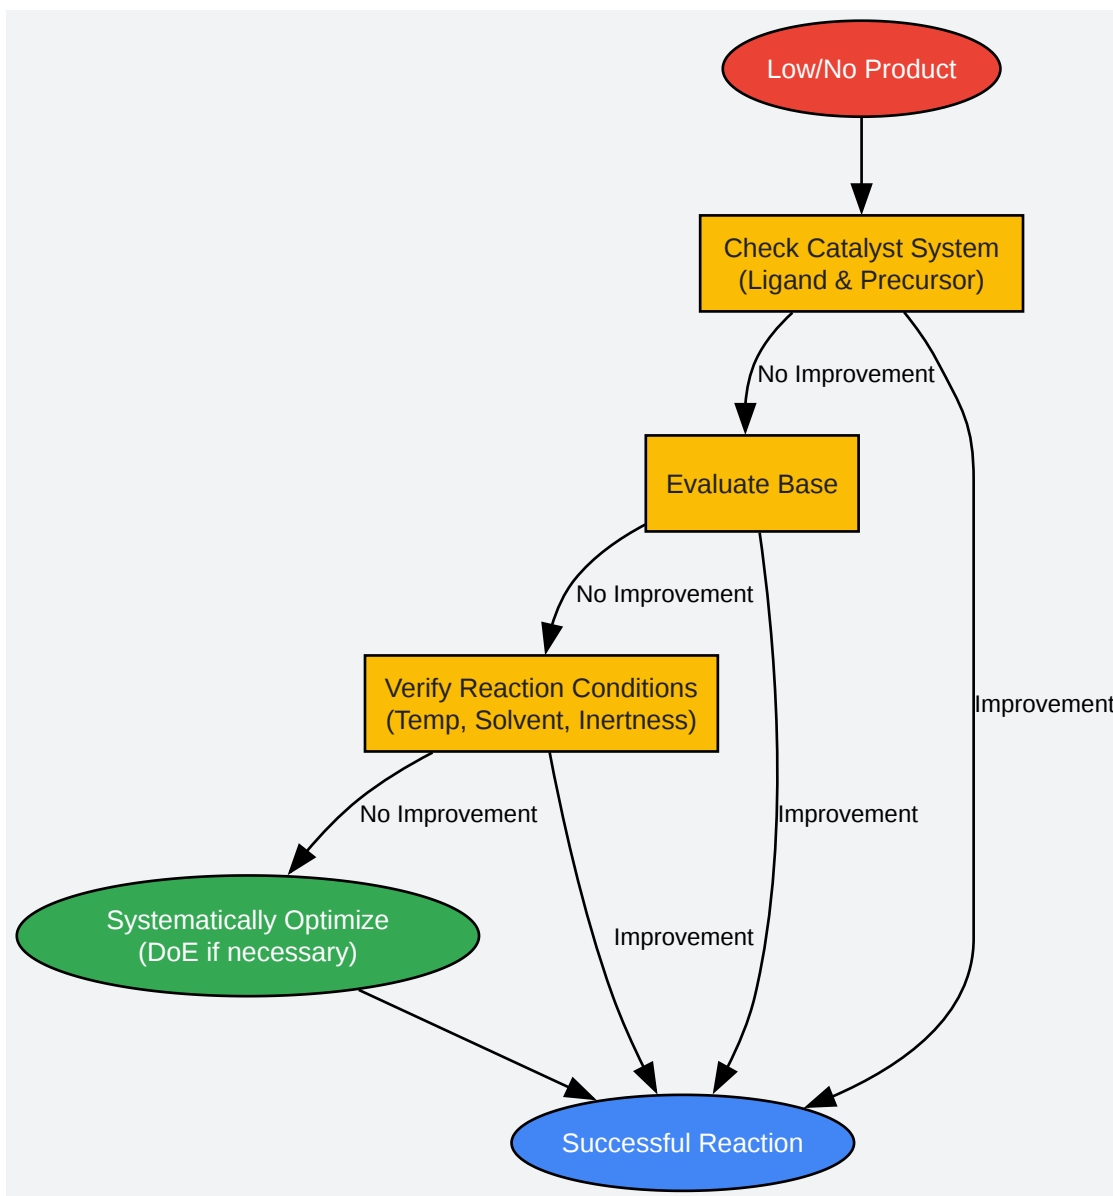 Low/No Product
Check Catalyst System
(Ligand & Precursor)
No Improvement
Evaluate Base
No Improvement
Verify Reaction Conditions
(Temp, Solvent, Inertness)
Improvement
No Improvement
Improvement
Systematically Optimize
(DoE if necessary)
Improvement
Successful Reaction